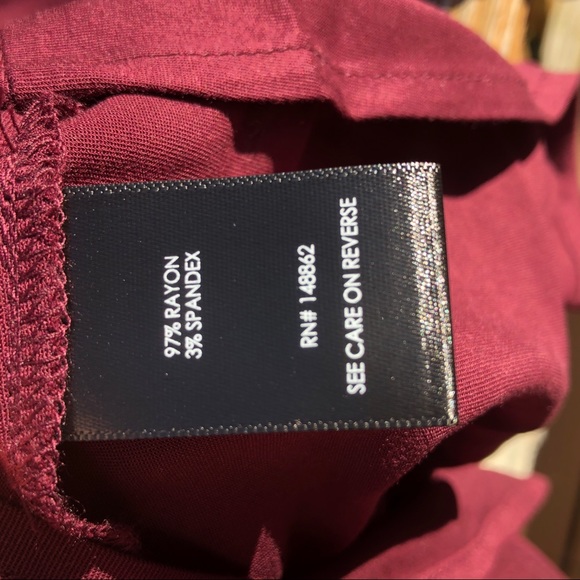 97% RAYON
3% SPANDEX
RN# 148862
SEE CARE ON REVERSE